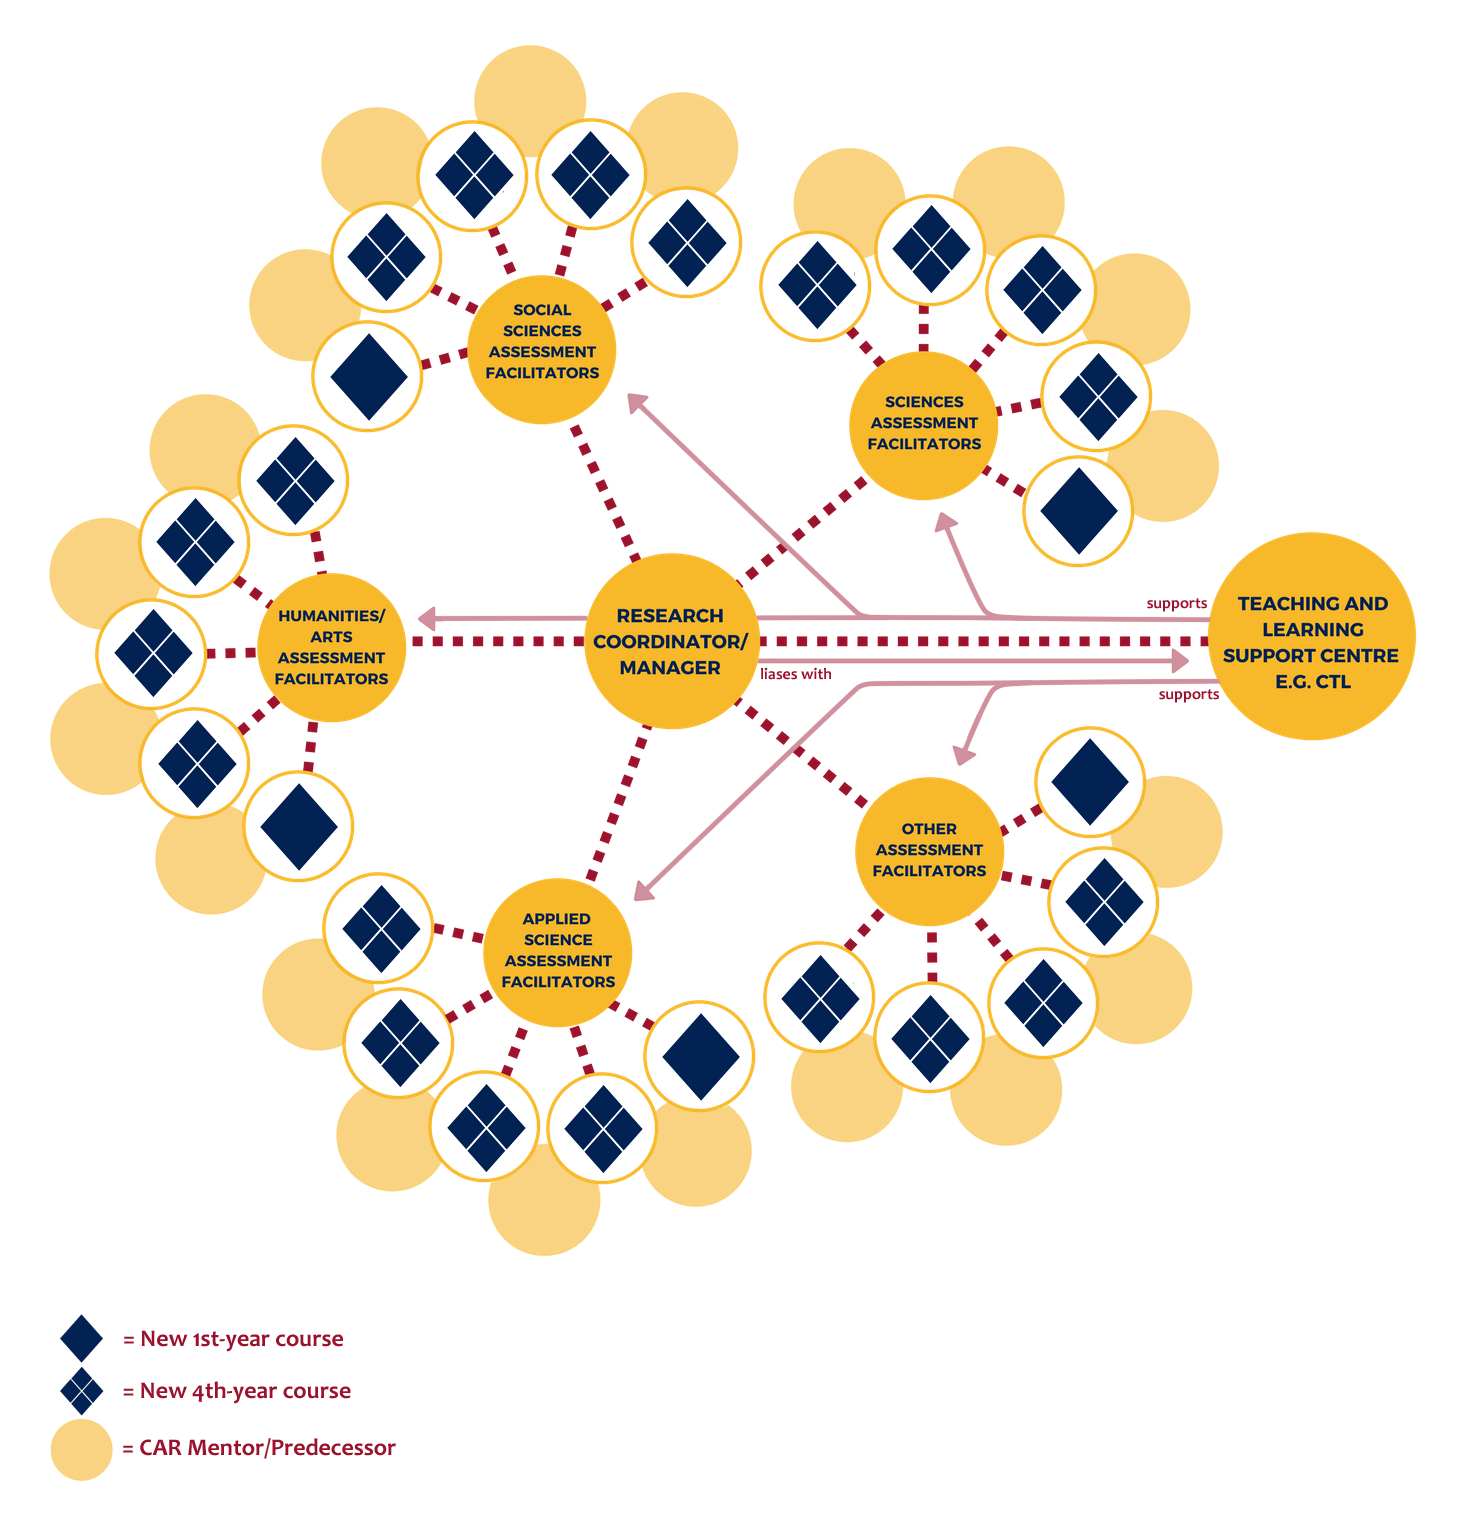 SOCIAL
SCIENCES
ASSESSMENT
FACILITATORS
SCIENCES
ASSESSMENT
FACILITATORS
HUMANITIES/
ARTS
ASSESSMENT
FACILITATORS
RESEARCH
COORDINATOR/
MANAGER
supports
liases with
supports
TEACHING AND
LEARNING
SUPPORT CENTRE
E.G. CTL
OTHER
ASSESSMENT
FACILITATORS
APPLIED
SCIENCE
ASSESSMENT
FACILITATORS
= New 1st-year course
= New 4th-year course
= CAR Mentor/Predecessor